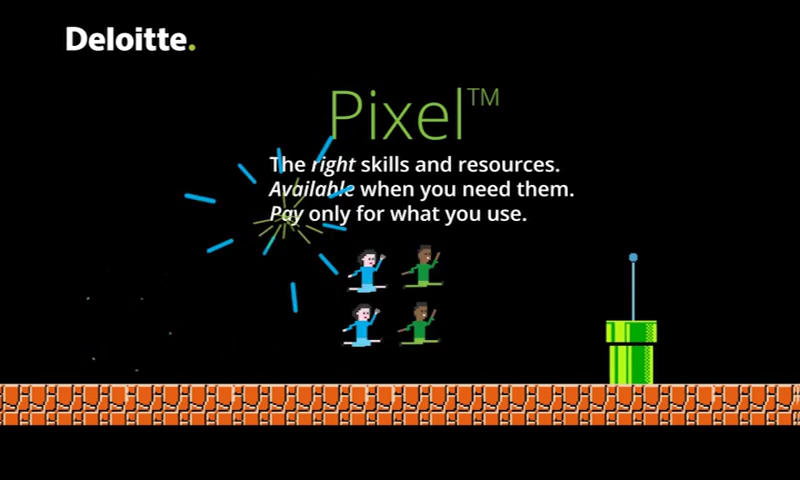 Deloitte.
Pixel™
The right skills and resources.
Available when you need them.
Pay only for what you use.